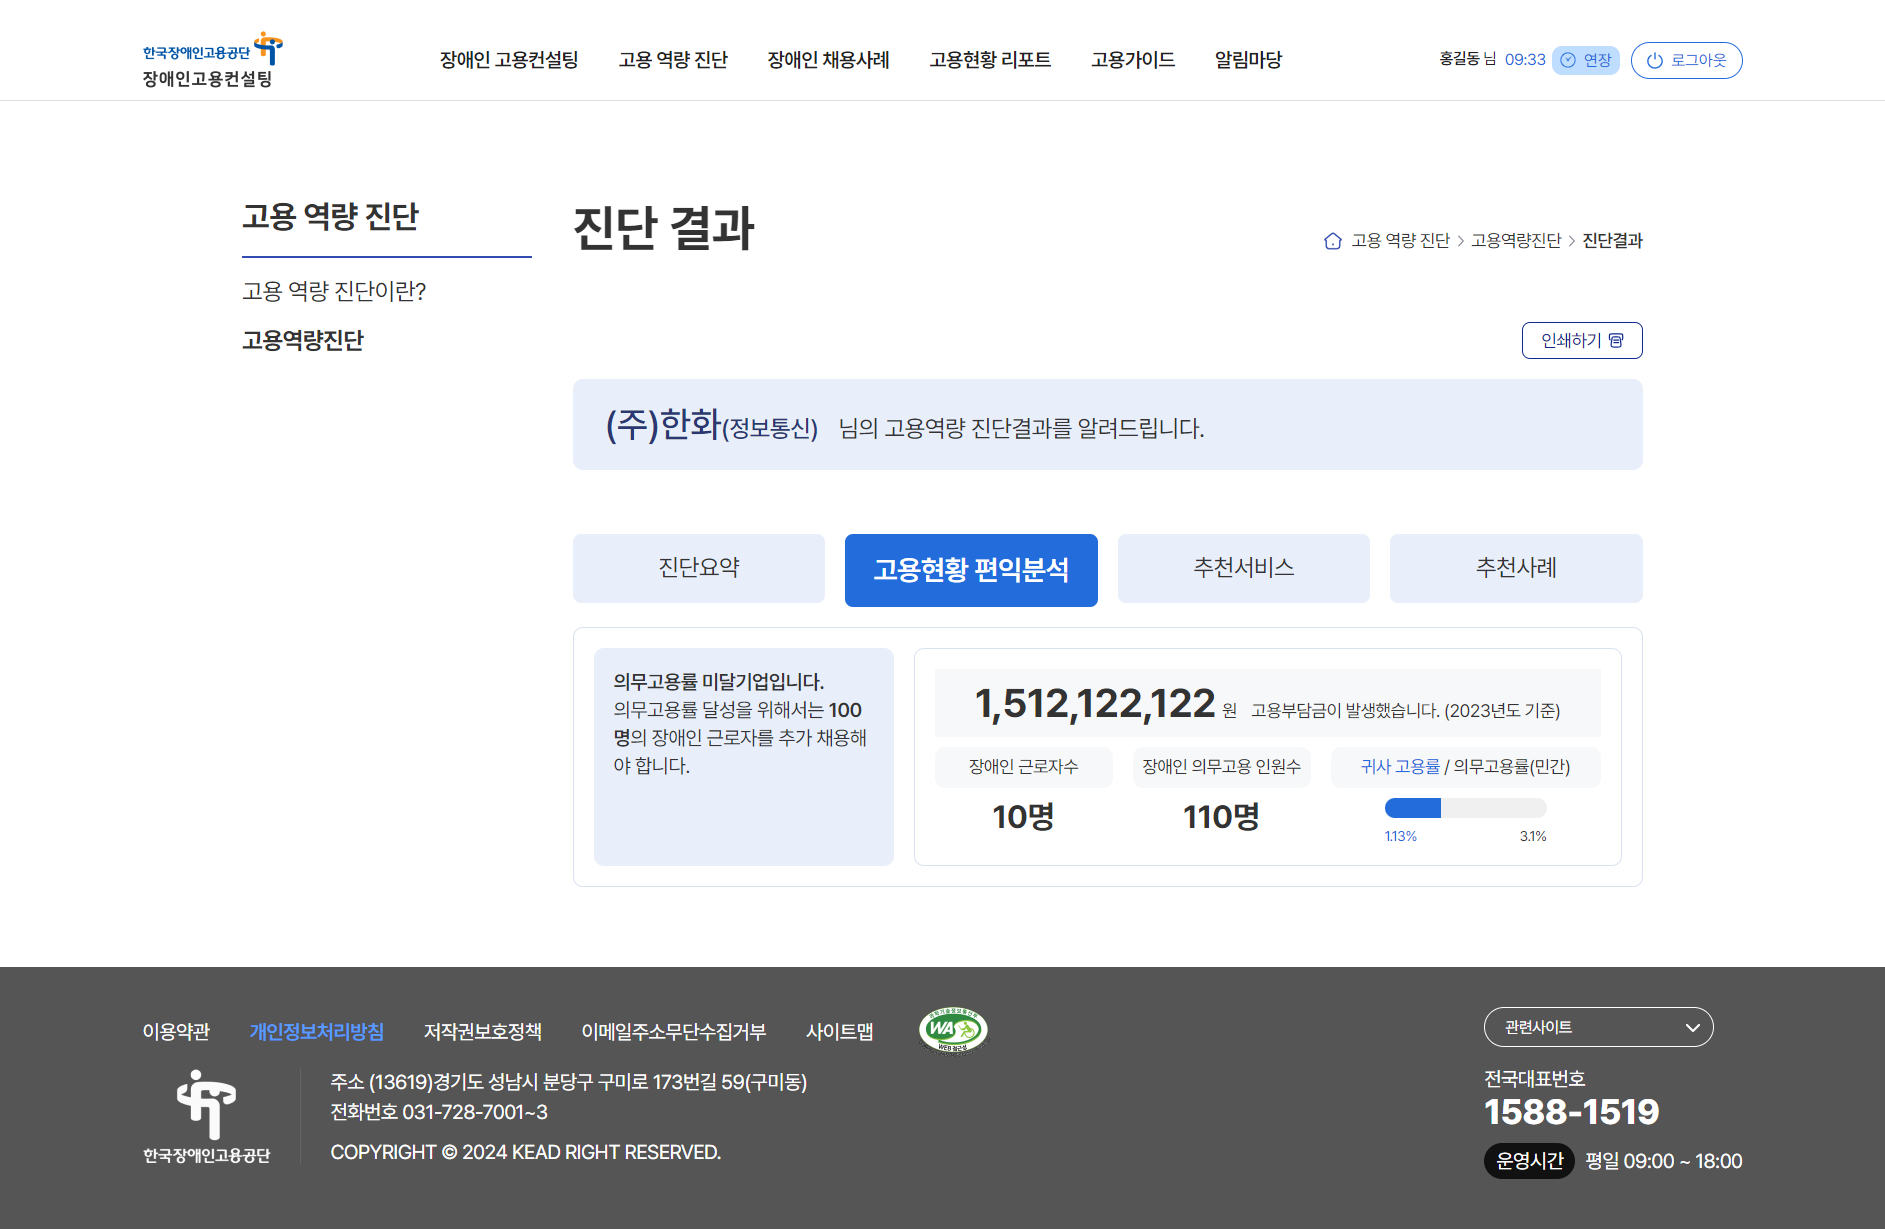 한국장애인고용공단
장애인고용컨설팅
장애인 고용컨설팅
고용 역량 진단
장애인 채용사례
고용현황 리포트
고용가이드
알림마당
홍길동 님 09:33 연장 로그아웃
고용 역량 진단
고용 역량 진단이란?
고용역량진단
진단 결과
고용 역량 진단 > 고용역량진단 > 진단결과
인쇄하기
(주)한화(정보통신) 님의 고용역량 진단결과를 알려드립니다.
진단요약
고용현황 편익분석
추천서비스
추천사례
의무고용률 미달기업입니다.
의무고용률 달성을 위해서는 100
명의 장애인 근로자를 추가 채용해
야 합니다.
1,512,122,122 원 고용부담금이 발생했습니다. (2023년도 기준)
장애인 근로자수
10명
장애인 의무고용 인원수
110명
귀사 고용률 / 의무고용률(민간)
1.13% 3.1%
이용약관
개인정보처리방침
저작권보호정책
이메일주소무단수집거부
사이트맵
WA
WEB 접근성
한국장애인고용공단
주소 (13619)경기도 성남시 분당구 구미로 173번길 59(구미동)
전화번호 031-728-7001~3
COPYRIGHT © 2024 KEAD RIGHT RESERVED.
관련사이트
전국대표번호
1588-1519
운영시간 평일 09:00 ~ 18:00